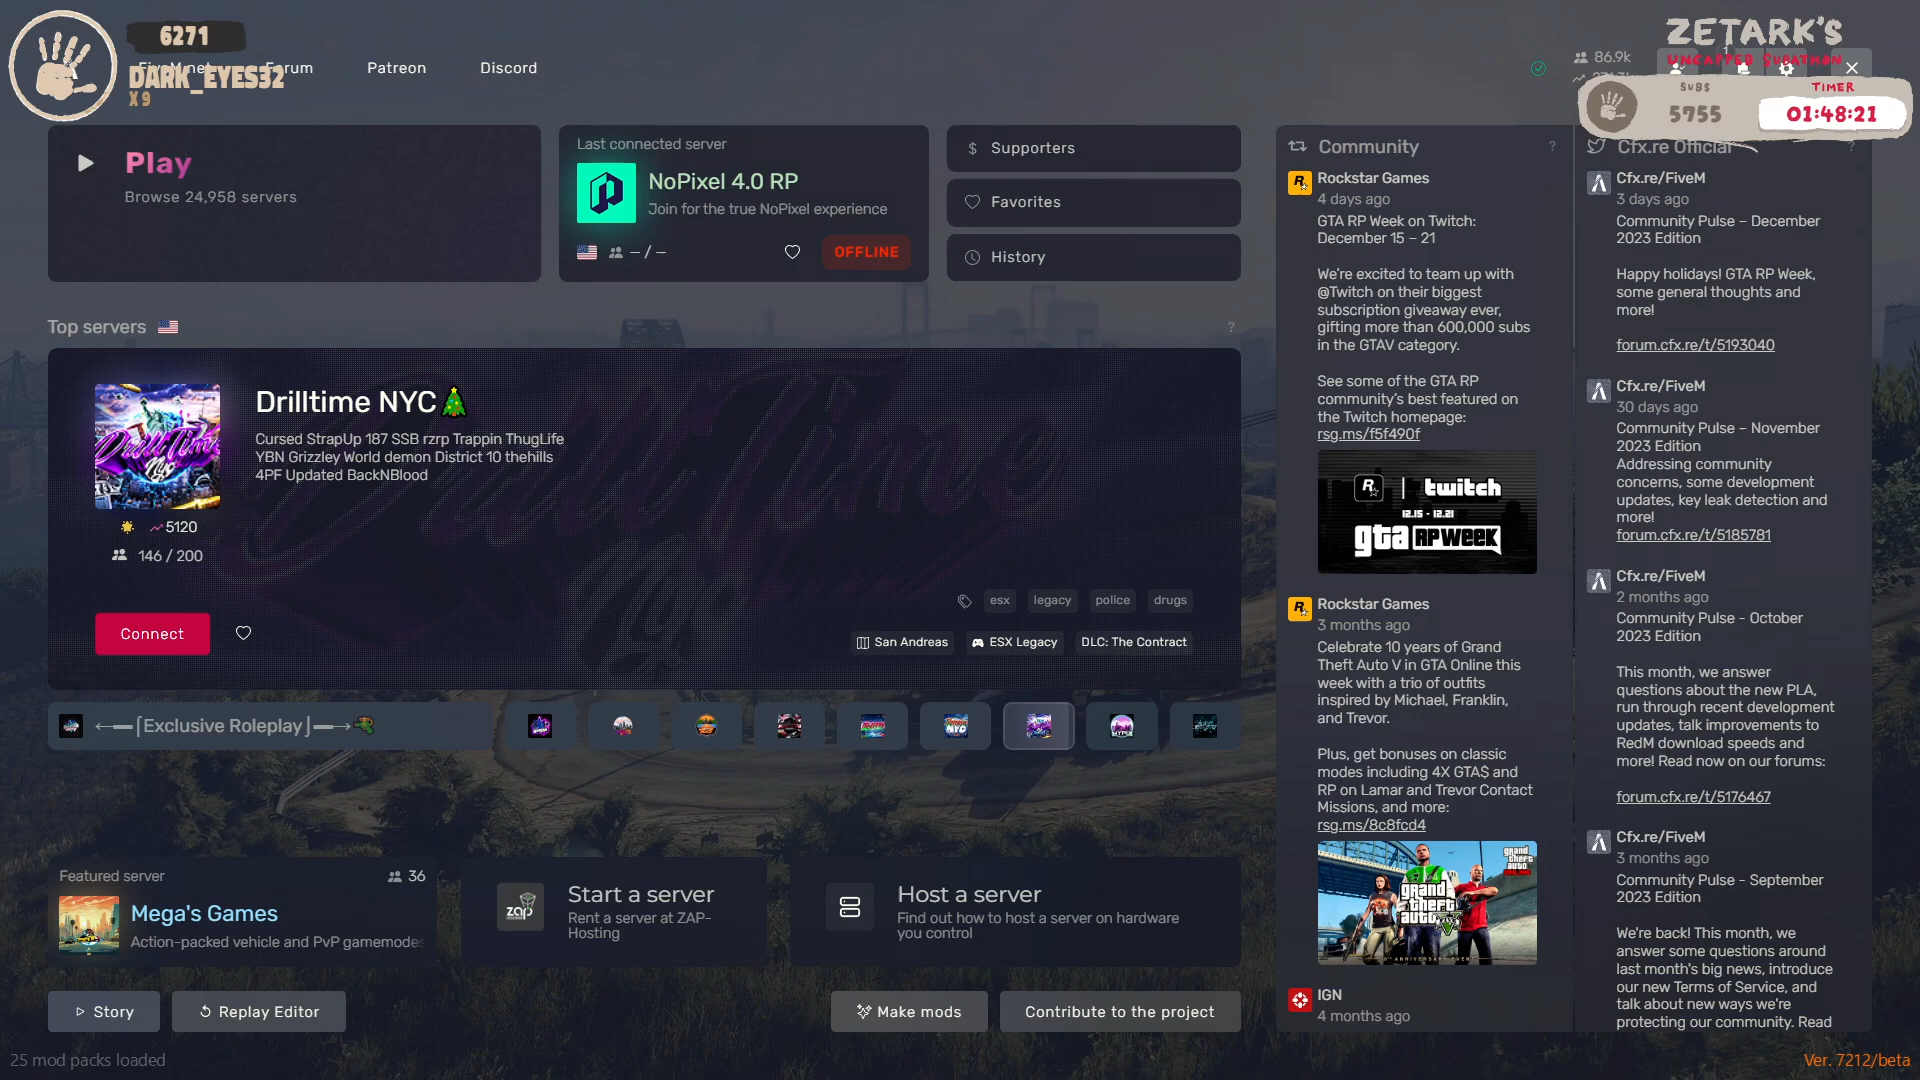 6271
DARK_EYES32
X 9
Forum
Patreon
Discord
86.9k
ZETARK'S
UNCAPPED SUBATHON
SUBS
5755
TIMER
01:48:21
Play
Browse 24,958 servers
Last connected server
NoPixel 4.0 RP
Join for the true NoPixel experience
– / –
OFFLINE
$ Supporters
Favorites
History
Top servers
?
Drilltime NYC🎄
Cursed StrapUp 187 SSB rzrp Trappin ThugLife
YBN Grizzley World demon District 10 thehills
4PF Updated BackNBlood
5120
146 / 200
Connect
esx
legacy
police
drugs
San Andreas
ESX Legacy
DLC: The Contract
Exclusive Roleplay
Featured server
36
Mega's Games
Action-packed vehicle and PvP gamemodes
zap
Start a server
Rent a server at ZAP-
Hosting
Host a server
Find out how to host a server on hardware
you control
Story
Replay Editor
Make mods
Contribute to the project
25 mod packs loaded
Community
?
Rockstar Games
4 days ago
GTA RP Week on Twitch:
December 15 – 21
We're excited to team up with
@Twitch on their biggest
subscription giveaway ever,
gifting more than 600,000 subs
in the GTAV category.
See some of the GTA RP
community's best featured on
the Twitch homepage:
rsg.ms/f5f490f
R | twitch
12.15 - 12.21
gta RPWEEK
Rockstar Games
3 months ago
Celebrate 10 years of Grand
Theft Auto V in GTA Online this
week with a trio of outfits
inspired by Michael, Franklin,
and Trevor.
Plus, get bonuses on classic
modes including 4X GTA$ and
RP on Lamar and Trevor Contact
Missions, and more:
rsg.ms/8c8fcd4
grand
theft
auto V
IGN
4 months ago
Cfx.re Official
?
Cfx.re/FiveM
3 days ago
Community Pulse – December
2023 Edition
Happy holidays! GTA RP Week,
some general thoughts and
more!
forum.cfx.re/t/5193040
Cfx.re/FiveM
30 days ago
Community Pulse – November
2023 Edition
Addressing community
concerns, some development
updates, key leak detection and
more!
forum.cfx.re/t/5185781
Cfx.re/FiveM
2 months ago
Community Pulse - October
2023 Edition
This month, we answer
questions about the new PLA,
run through recent development
updates, talk improvements to
RedM download speeds and
more! Read now on our forums:
forum.cfx.re/t/5176467
Cfx.re/FiveM
3 months ago
Community Pulse - September
2023 Edition
We're back! This month, we
answer some questions around
last month's big news, introduce
our new Terms of Service, and
talk about new ways we're
protecting our community. Read
Ver. 7212/beta